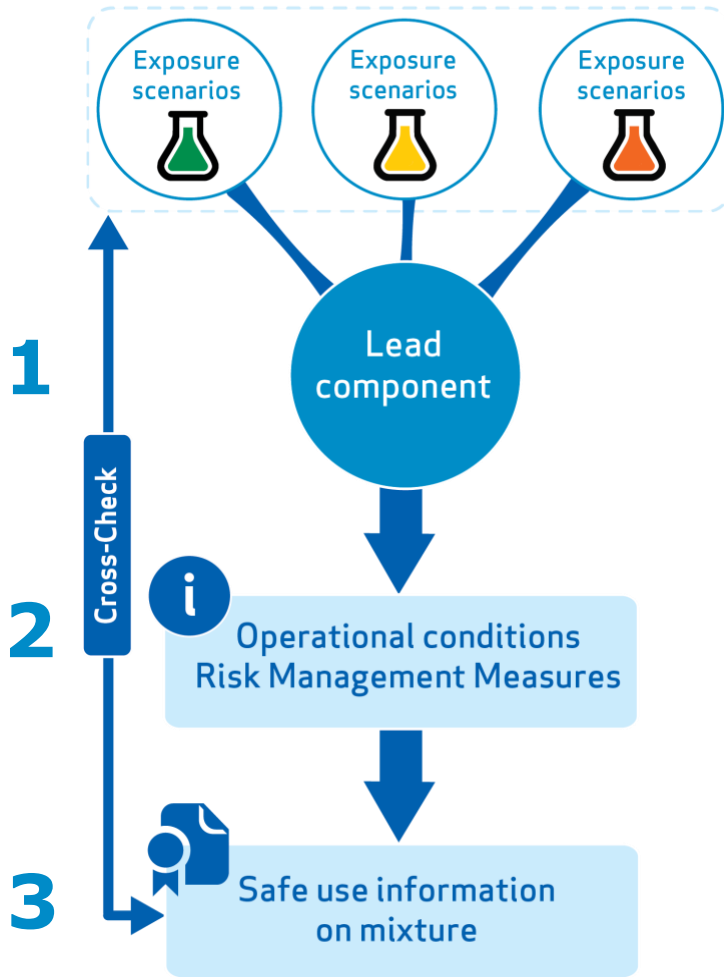 Exposure
scenarios
Exposure
scenarios
Exposure
scenarios
1
Lead
component
Cross-Check
2
i
Operational conditions
Risk Management Measures
3
Safe use information
on mixture